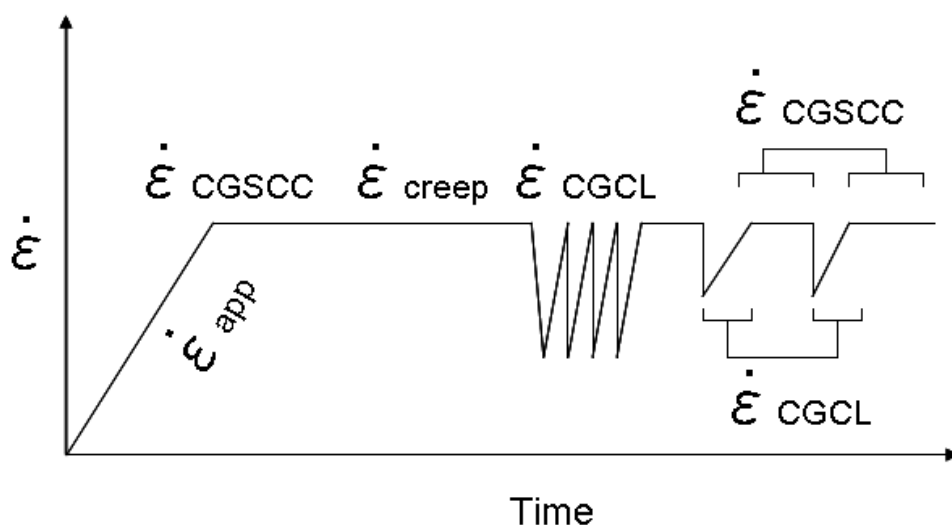 ε̇ CGSCC
ε̇ CGSCC ε̇ creep ε̇ CGCL
ε̇
ε̇ app
ε̇ CGCL
Time